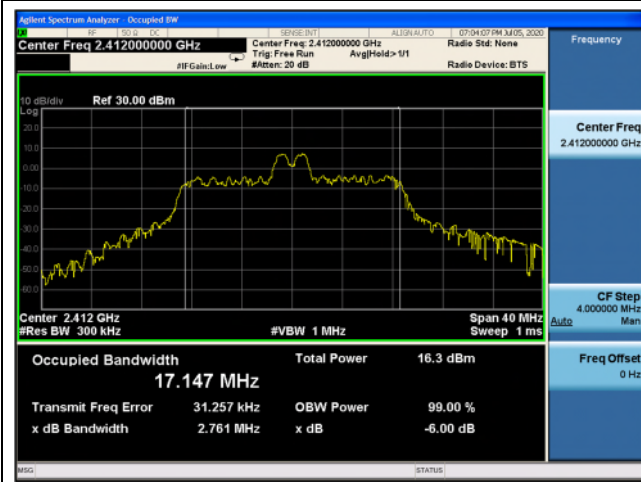 Agilent Spectrum Analyzer - Occupied BW
RF 50 Ω DC SENSE:INT ALIGN AUTO 07:04:07 PM Jul 05, 2020
Center Freq 2.412000000 GHz
Center Freq: 2.412000000 GHz
Radio Std: None
Trig: Free Run Avg|Hold:>1/1
#IFGain:Low #Atten: 20 dB Radio Device: BTS
10 dB/div Ref 30.00 dBm
Log
20.0
10.0
0.00
-10.0
-20.0
-30.0
-40.0
-50.0
-60.0
Center 2.412 GHz Span 40 MHz
#Res BW 300 kHz #VBW 1 MHz Sweep 1 ms
Occupied Bandwidth Total Power 16.3 dBm
17.147 MHz
Transmit Freq Error 31.257 kHz OBW Power 99.00 %
x dB Bandwidth 2.761 MHz x dB -6.00 dB
MSG STATUS
Frequency
Center Freq
2.412000000 GHz
CF Step
4.000000 MHz
Auto Man
Freq Offset
0 Hz